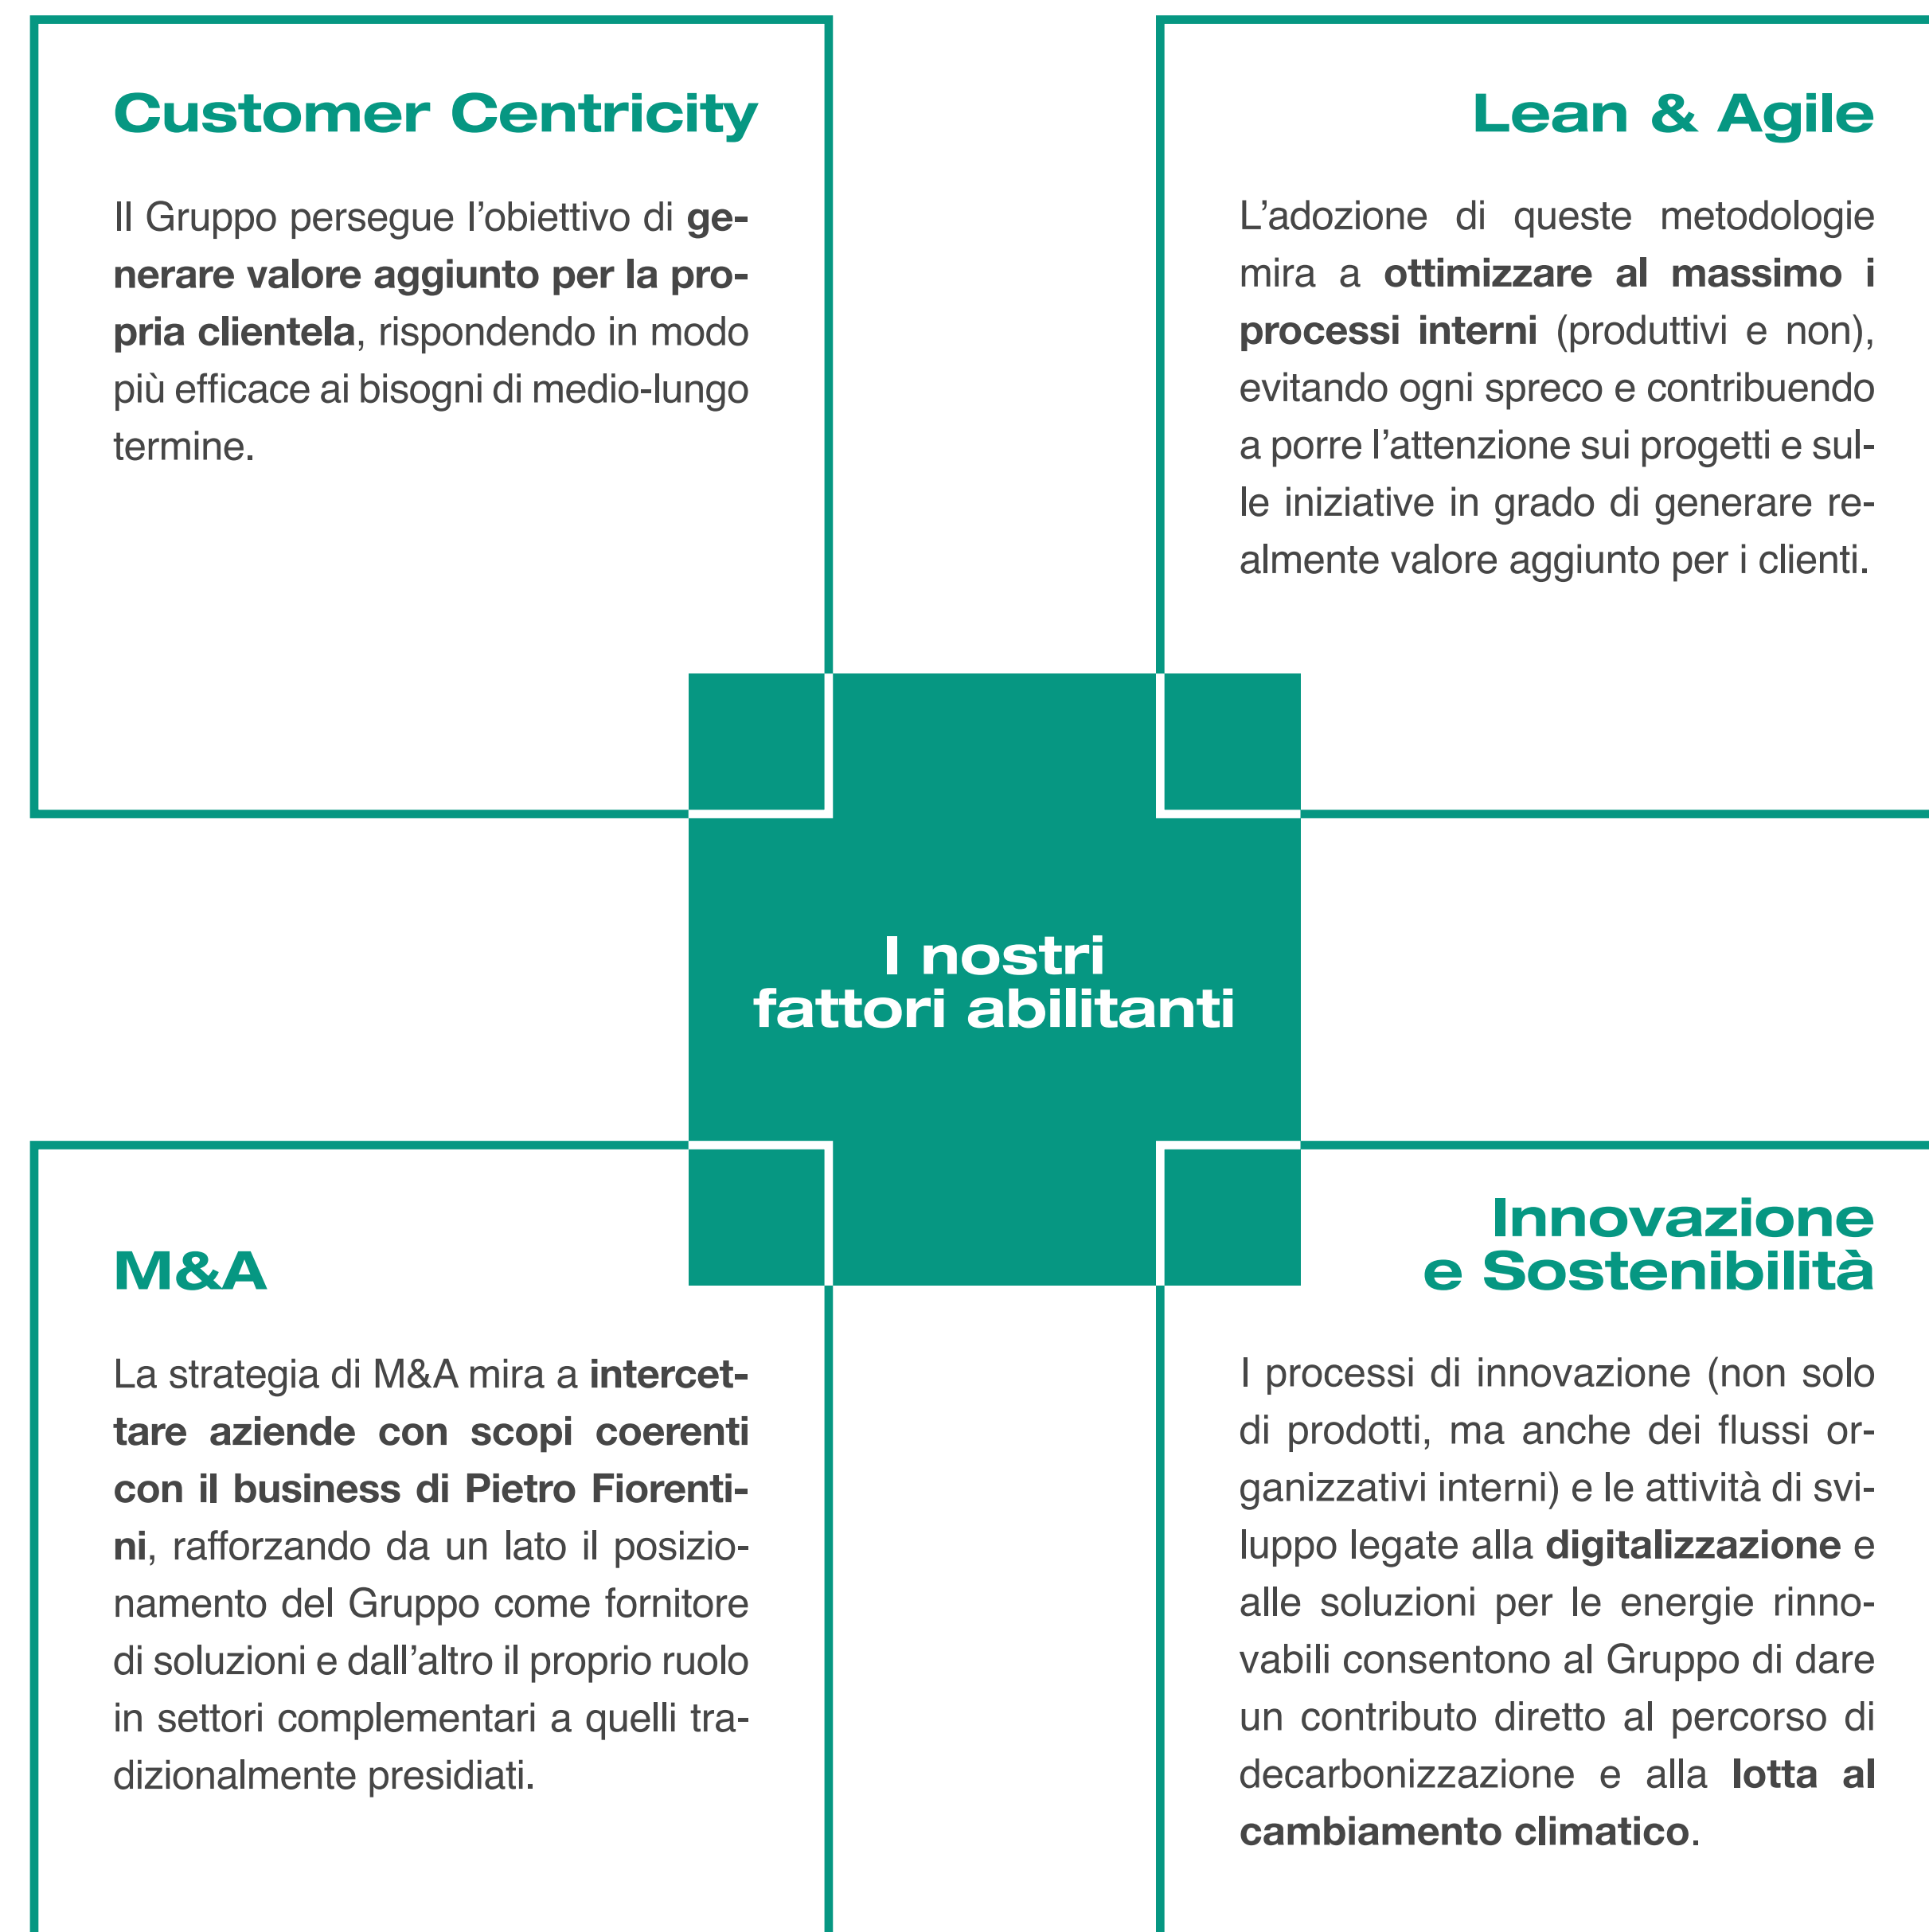 Customer Centricity
Il Gruppo persegue l’obiettivo di ge-
nerare valore aggiunto per la pro-
pria clientela, rispondendo in modo
più efficace ai bisogni di medio-lungo
termine.
Lean & Agile
L’adozione di queste metodologie
mira a ottimizzare al massimo i
processi interni (produttivi e non),
evitando ogni spreco e contribuendo
a porre l’attenzione sui progetti e sul-
le iniziative in grado di generare re-
almente valore aggiunto per i clienti.
I nostri
fattori abilitanti
M&A
La strategia di M&A mira a intercet-
tare aziende con scopi coerenti
con il business di Pietro Fiorenti-
ni, rafforzando da un lato il posizio-
namento del Gruppo come fornitore
di soluzioni e dall’altro il proprio ruolo
in settori complementari a quelli tra-
dizionalmente presidiati.
Innovazione
e Sostenibilità
I processi di innovazione (non solo
di prodotti, ma anche dei flussi or-
ganizzativi interni) e le attività di svi-
luppo legate alla digitalizzazione e
alle soluzioni per le energie rinno-
vabili consentono al Gruppo di dare
un contributo diretto al percorso di
decarbonizzazione e alla lotta al
cambiamento climatico.